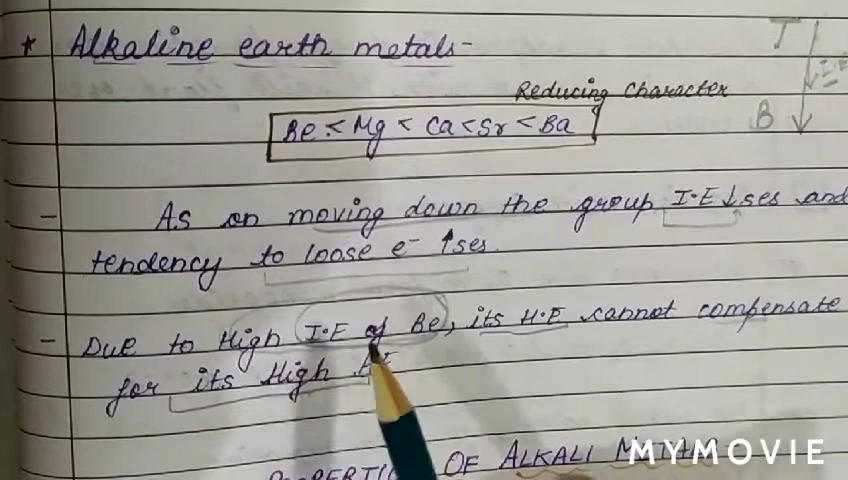 * Alkaline earth metals-
T
I.E
Reducing Character
Be < Mg < Ca < Sr < Ba
B
- As on moving down the group I.E ↓ses and
tendency to loose e⁻ ↑ses.
- Due to High I.E of Be, its H.E cannot compensate
for its High
OF ALKALI
MYMOVIE